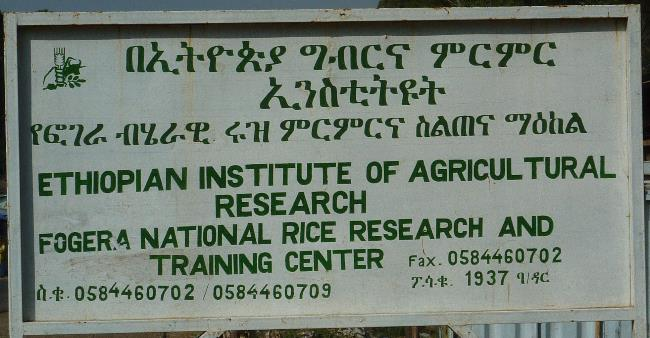 በኢትዮጵያ ግብርና ምርምር
ኢንስቲትዩት
የፎገራ ብሄራዊ ሩዝ ምርምርና ስልጠና ማዕከል
ETHIOPIAN INSTITUTE OF AGRICULTURAL
RESEARCH
FOGERA NATIONAL RICE RESEARCH AND
TRAINING CENTER Fax. 0584460702
ስ.ቁ. 0584460702 / 0584460709 ፖ.ሳ.ቁ. 1937 ባ/ዳር